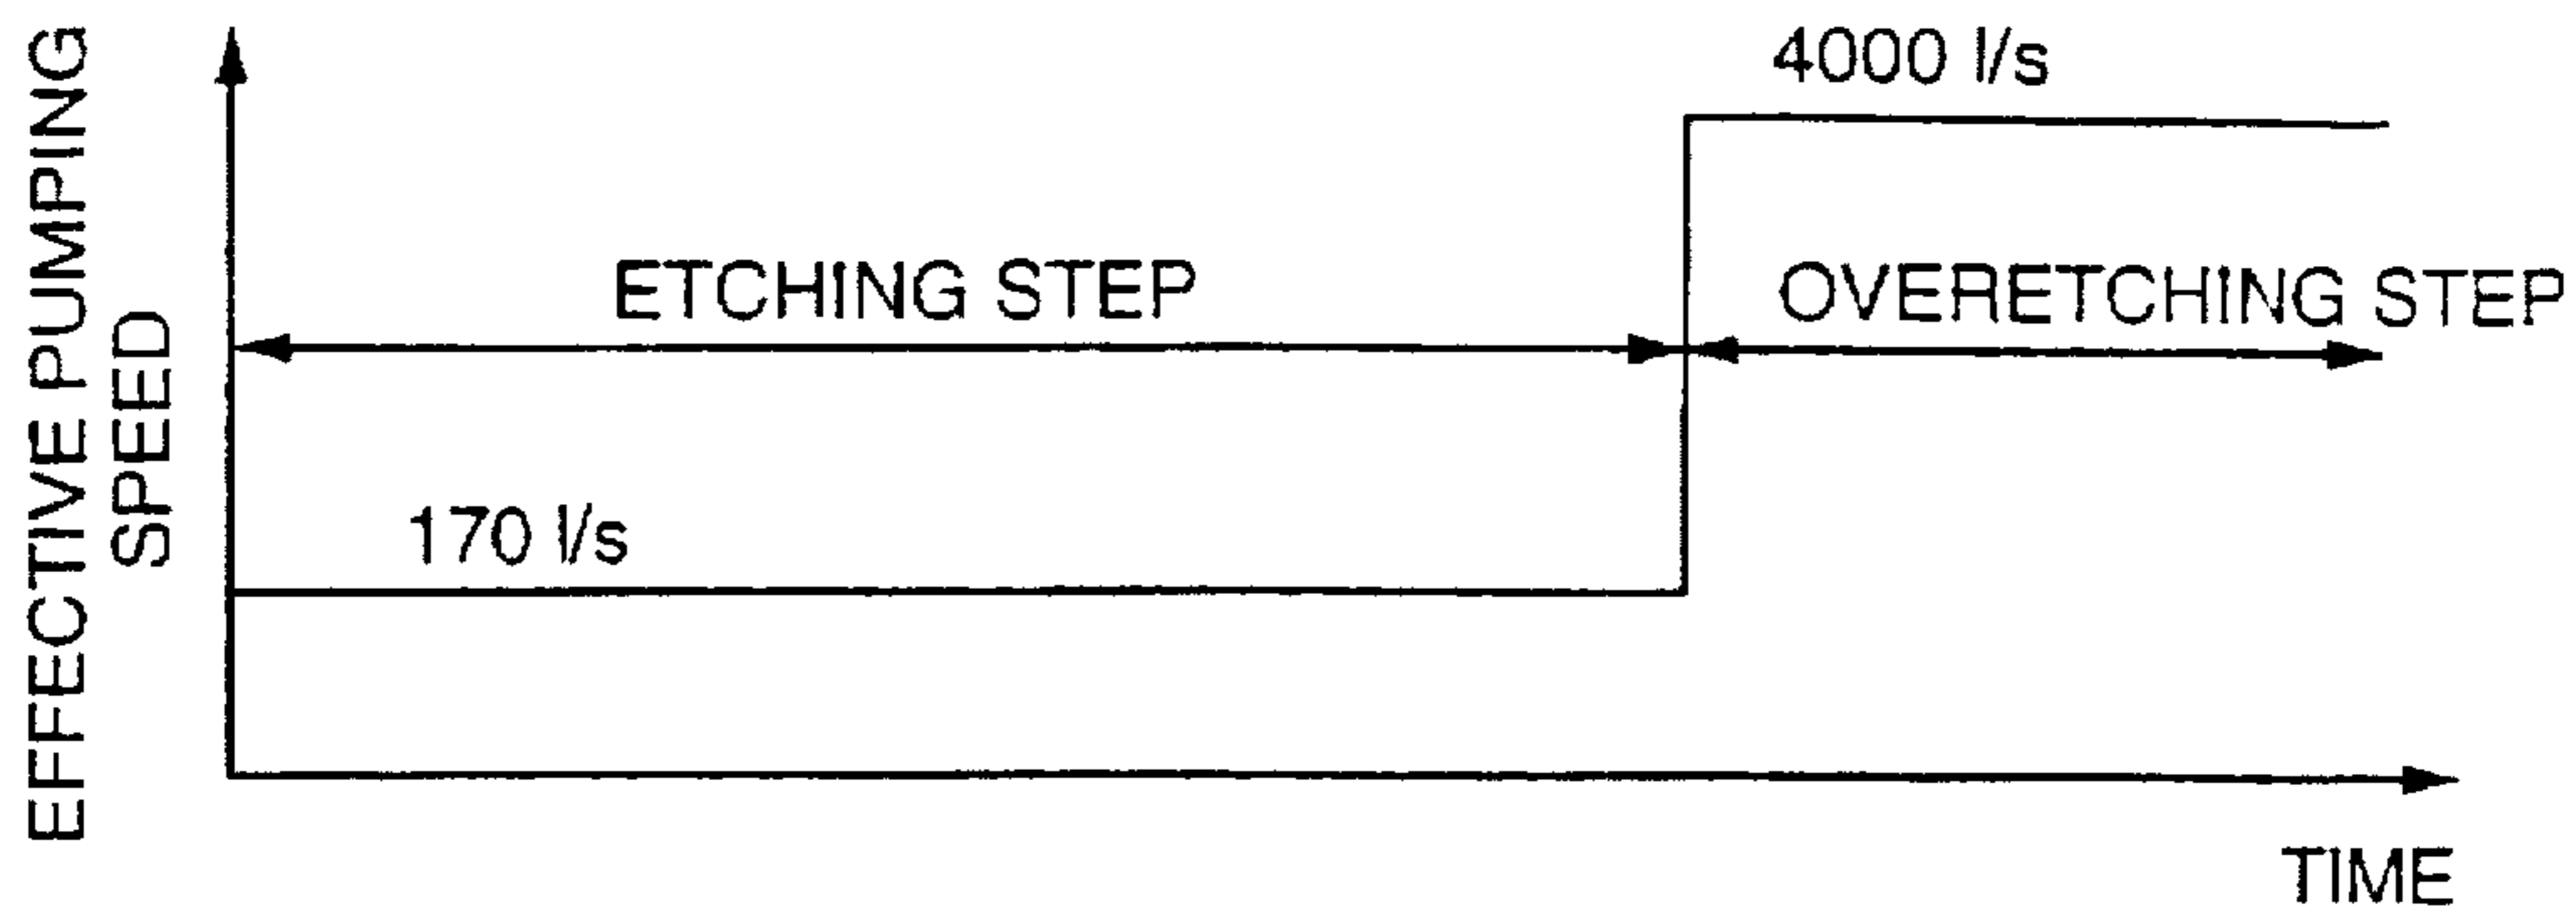 EFFECTIVE PUMPING
SPEED
4000 l/s
ETCHING STEP
OVERETCHING STEP
170 l/s
TIME